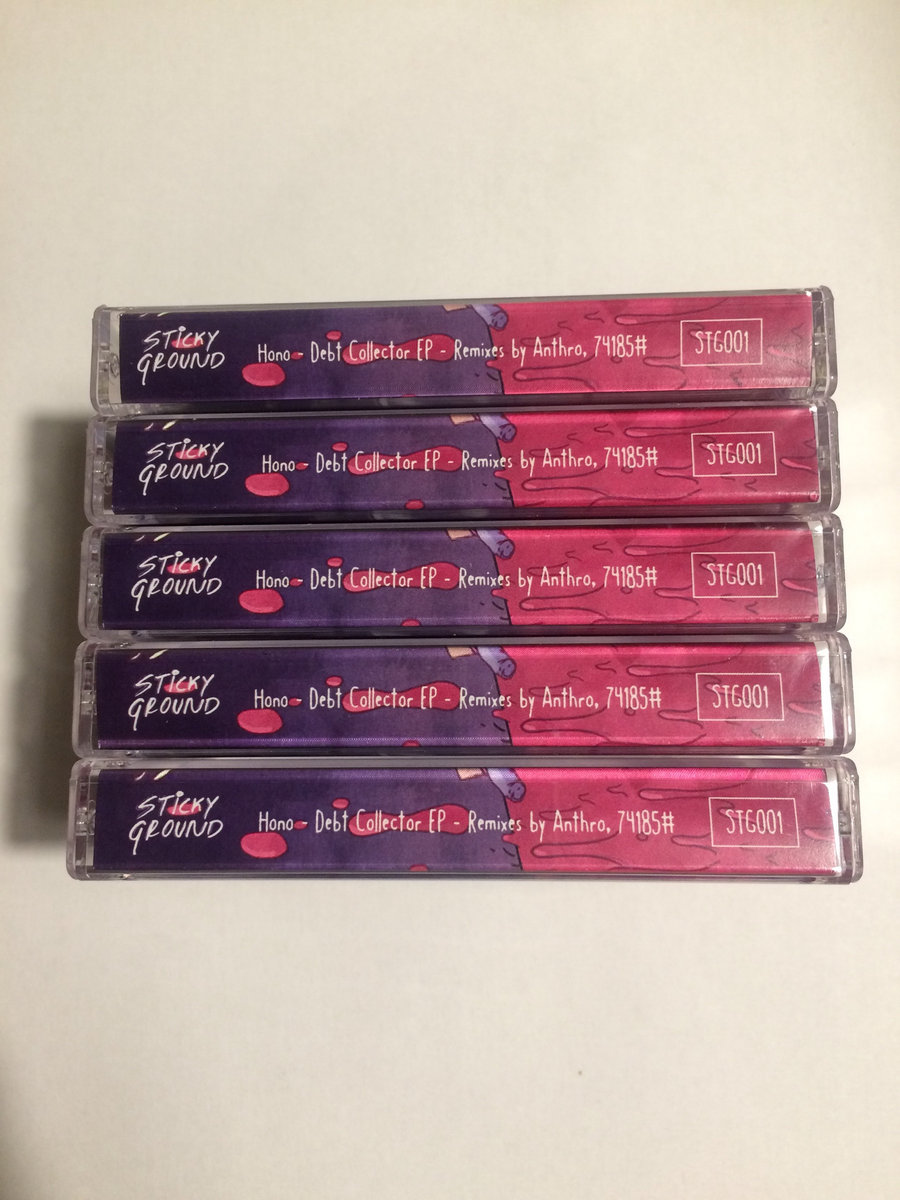 STICKY
GROUND
Hono - Debt Collector EP - Remixes by Anthro, 74185#
STG001
STICKY
GROUND
Hono - Debt Collector EP - Remixes by Anthro, 74185#
STG001
STICKY
GROUND
Hono - Debt Collector EP - Remixes by Anthro, 74185#
STG001
STICKY
GROUND
Hono - Debt Collector EP - Remixes by Anthro, 74185#
STG001
STICKY
GROUND
Hono - Debt Collector EP - Remixes by Anthro, 74185#
STG001